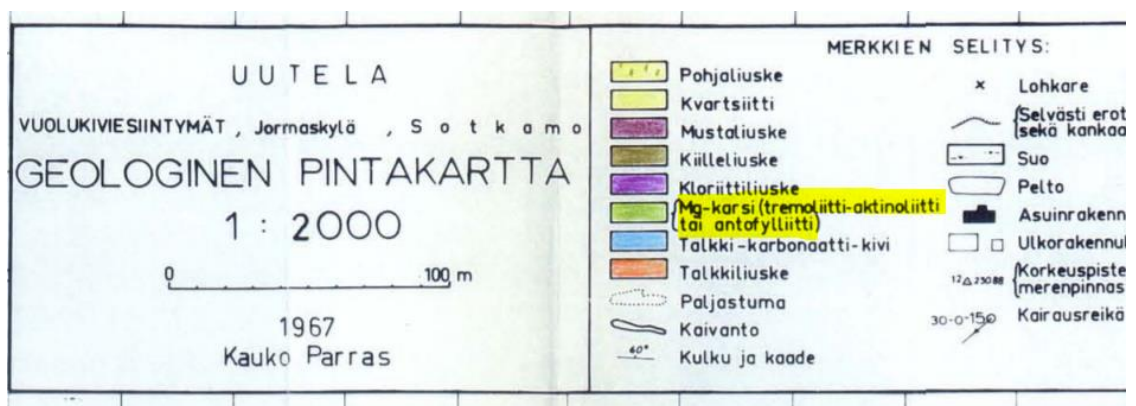 UUTELA
VUOLUKIVIESIINTYMÄT, Jormaskylä, Sotkamo
GEOLOGINEN PINTAKARTTA
1 : 2000
0 100 m
1967
Kauko Parras
MERKKIEN SELITYS:
Pohjaliuske
Kvartsiitti
Mustaliuske
Kiilleliuske
Kloriittiliuske
Mg-karsi (tremoliitti-aktinoliitti
tai antofylliitti)
Talkki-karbonaatti-kivi
Talkkiliuske
Paljastuma
Kaivanto
60° Kulku ja kaade
Lohkare
(Selvästi erot
(sekä kankaa
Suo
Pelto
Asuinrakenn
Ulkorakennu
(Korkeuspiste
merenpinnas
30-0-150 Kairausreikä